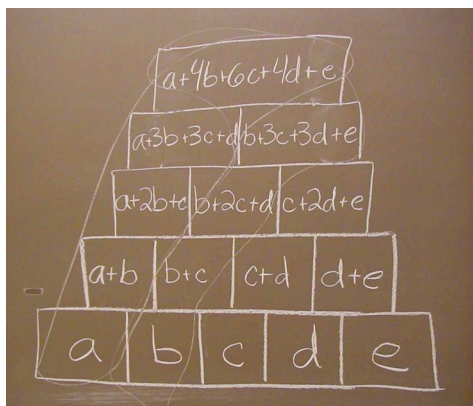 a+4b+6c+4d+e
a+3b+3c+d b+3c+3d+e
a+2b+c b+2c+d c+2d+e
a+b b+c c+d d+e
a b c d e